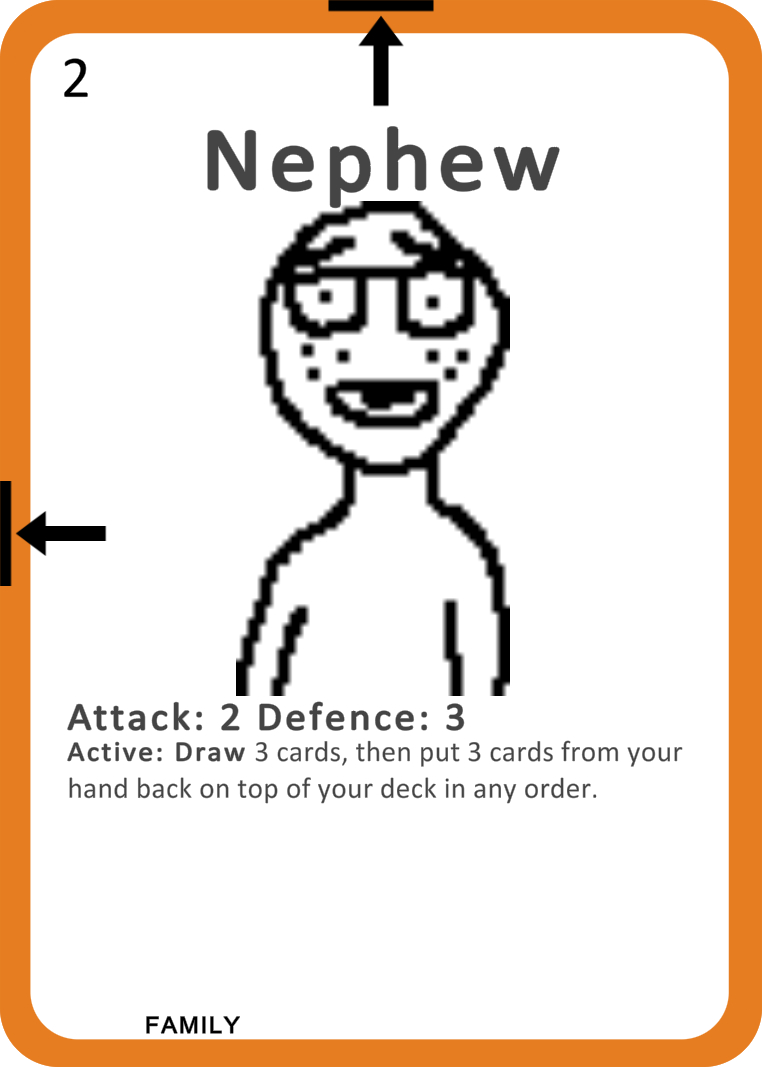 2
Nephew
Attack: 2 Defence: 3
Active: Draw 3 cards, then put 3 cards from your
hand back on top of your deck in any order.
FAMILY